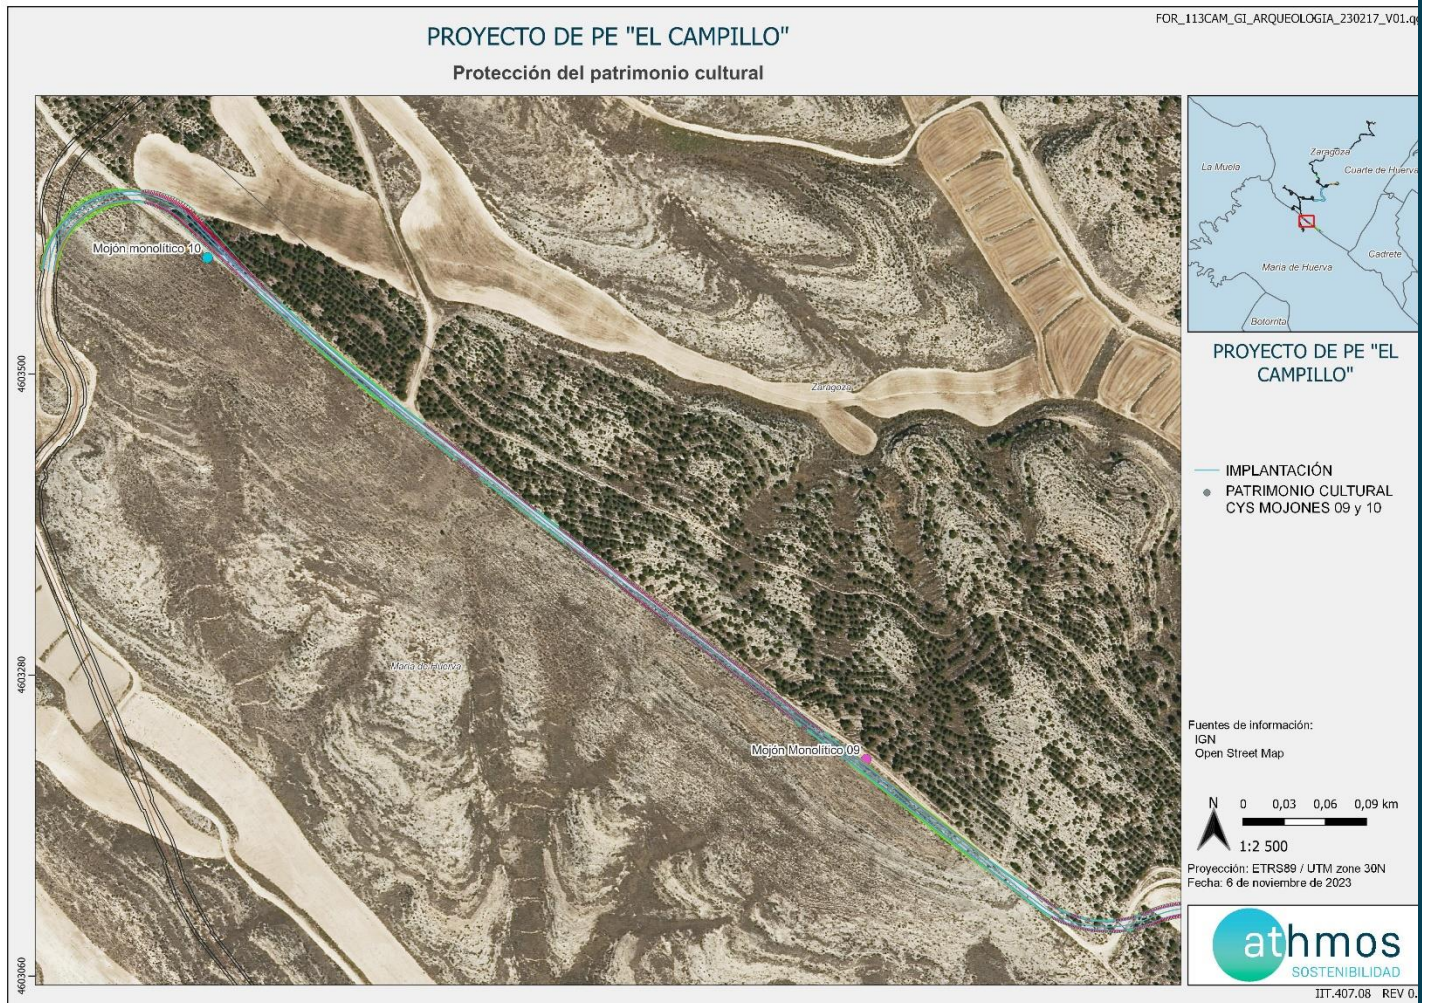 FOR_113CAM_GI_ARQUEOLOGIA_230217_V01.q
PROYECTO DE PE "EL CAMPILLO"
Protección del patrimonio cultural
Mojón monolítico 10
Zaragoza
María de Huerva
Mojón Monolítico 09
4603500
4603280
4603060
La Muela
Zaragoza
Cuarte de Huerva
María de Huerva
Cadrete
Botorrita
PROYECTO DE PE "EL
CAMPILLO"
IMPLANTACIÓN
PATRIMONIO CULTURAL
CYS MOJONES 09 y 10
Fuentes de información:
IGN
Open Street Map
N
0 0,03 0,06 0,09 km
1:2 500
Proyección: ETRS89 / UTM zone 30N
Fecha: 6 de noviembre de 2023
athmos
SOSTENIBILIDAD
IIT.407.08 REV 0.